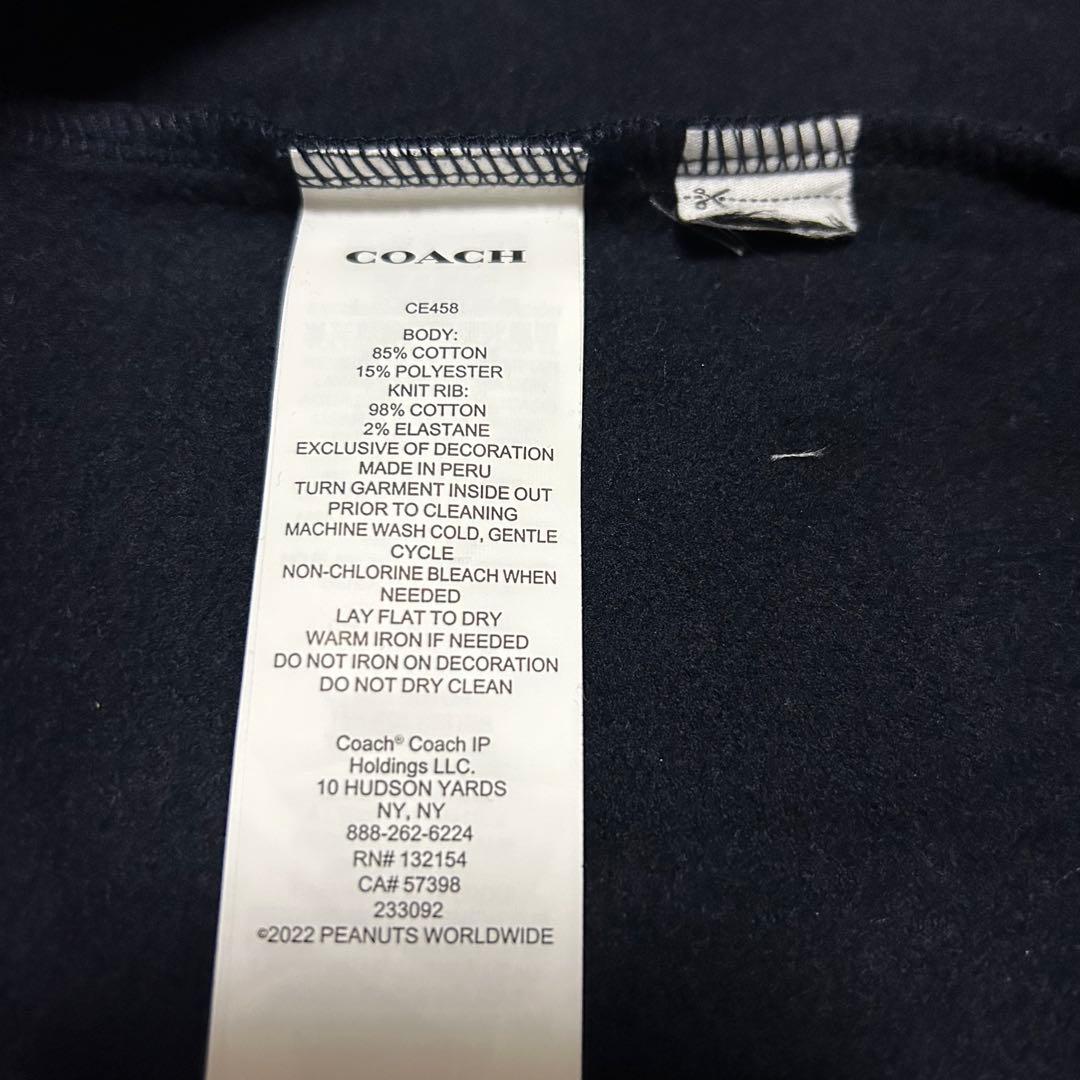 COACH
CE458
BODY:
85% COTTON
15% POLYESTER
KNIT RIB:
98% COTTON
2% ELASTANE
EXCLUSIVE OF DECORATION
MADE IN PERU
TURN GARMENT INSIDE OUT
PRIOR TO CLEANING
MACHINE WASH COLD, GENTLE
CYCLE
NON-CHLORINE BLEACH WHEN
NEEDED
LAY FLAT TO DRY
WARM IRON IF NEEDED
DO NOT IRON ON DECORATION
DO NOT DRY CLEAN
Coach® Coach IP
Holdings LLC.
10 HUDSON YARDS
NY, NY
888-262-6224
RN# 132154
CA# 57398
233092
©2022 PEANUTS WORLDWIDE